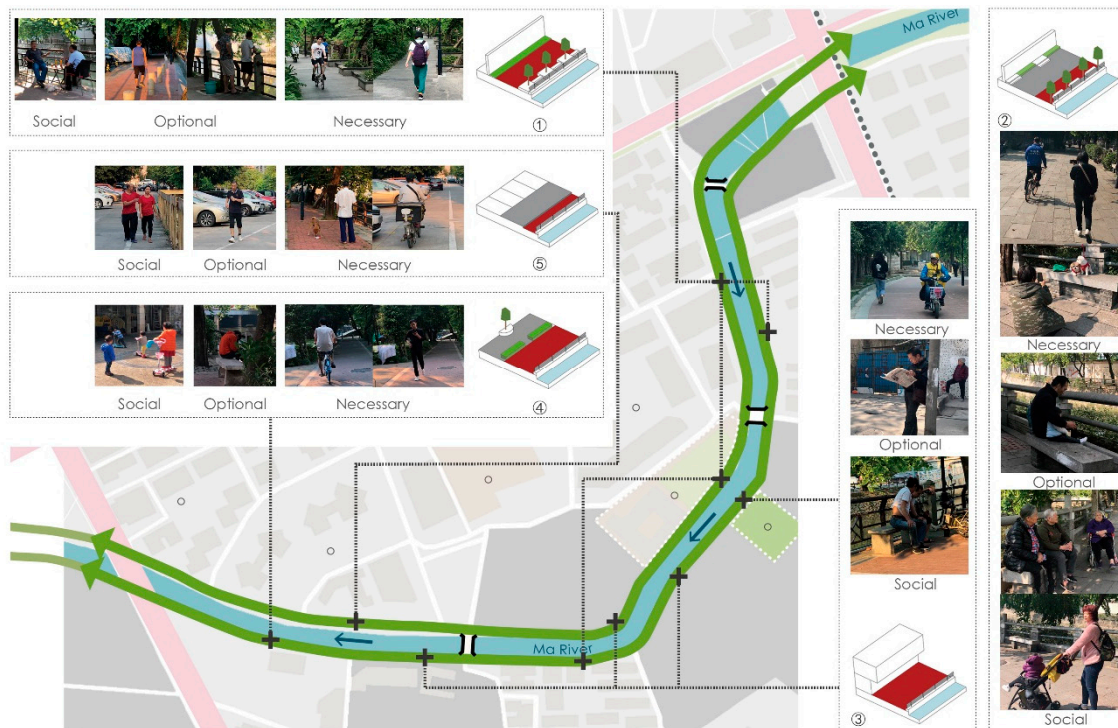 Ma River
Social
Optional
Necessary
①
Social
Optional
Necessary
⑤
Social
Optional
Necessary
④
②
Necessary
Optional
Social
Necessary
Optional
Social
③
Ma River